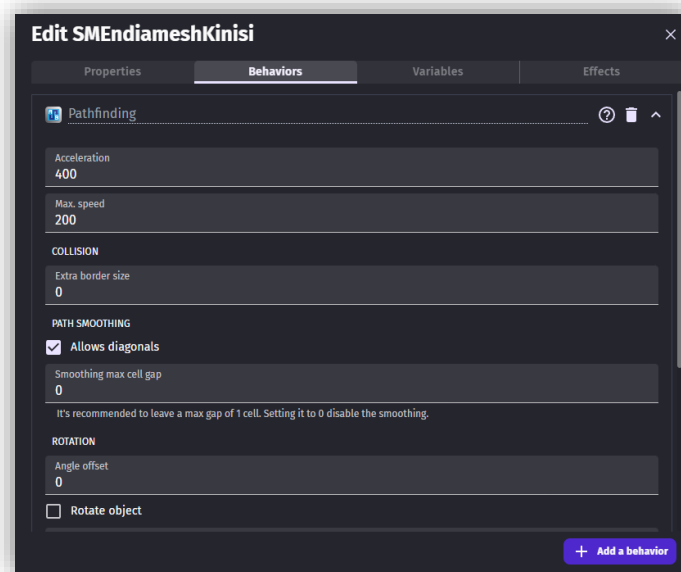 Edit SMEndiameshKinisi
Properties
Behaviors
Variables
Effects
Pathfinding
Acceleration
400
Max. speed
200
COLLISION
Extra border size
0
PATH SMOOTHING
Allows diagonals
Smoothing max cell gap
0
It's recommended to leave a max gap of 1 cell. Setting it to 0 disable the smoothing.
ROTATION
Angle offset
0
Rotate object
Add a behavior